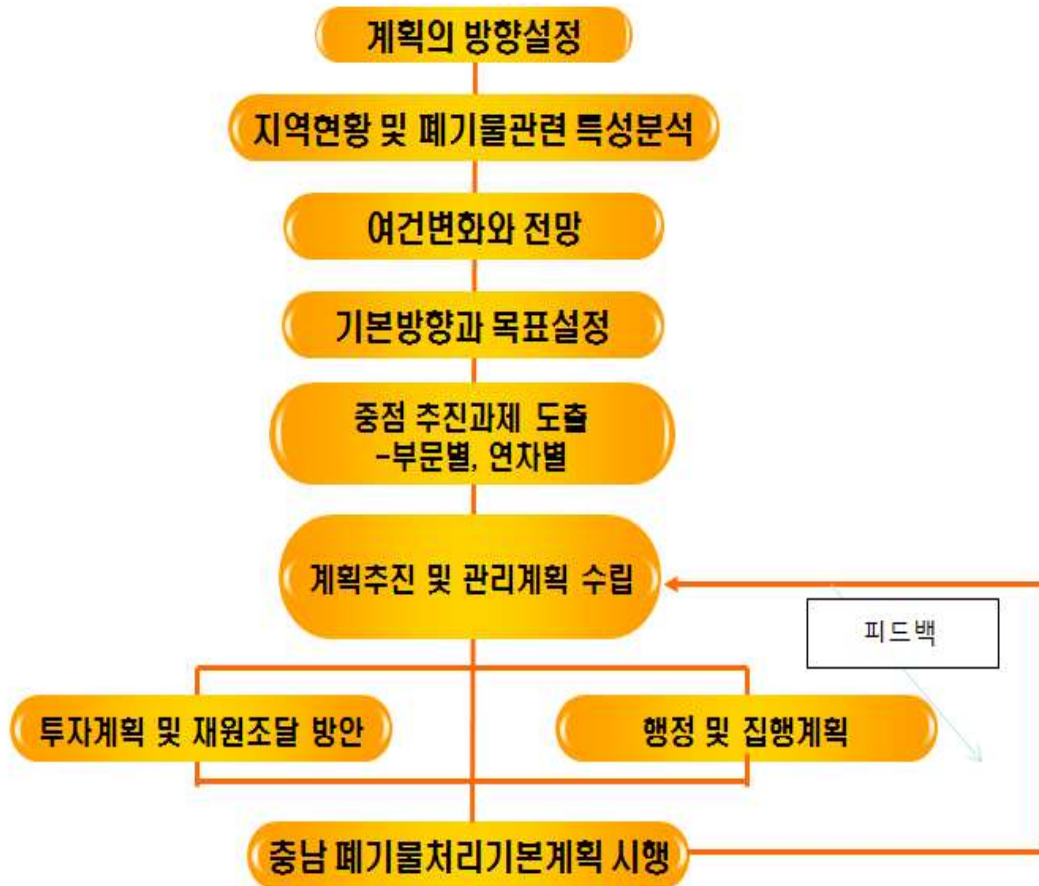 계획의 방향설정
지역현황 및 폐기물관련 특성분석
여건변화와 전망
기본방향과 목표설정
중점 추진과제 도출
-부문별, 연차별
계획추진 및 관리계획 수립
피드백
투자계획 및 재원조달 방안
행정 및 집행계획
충남 폐기물처리기본계획 시행